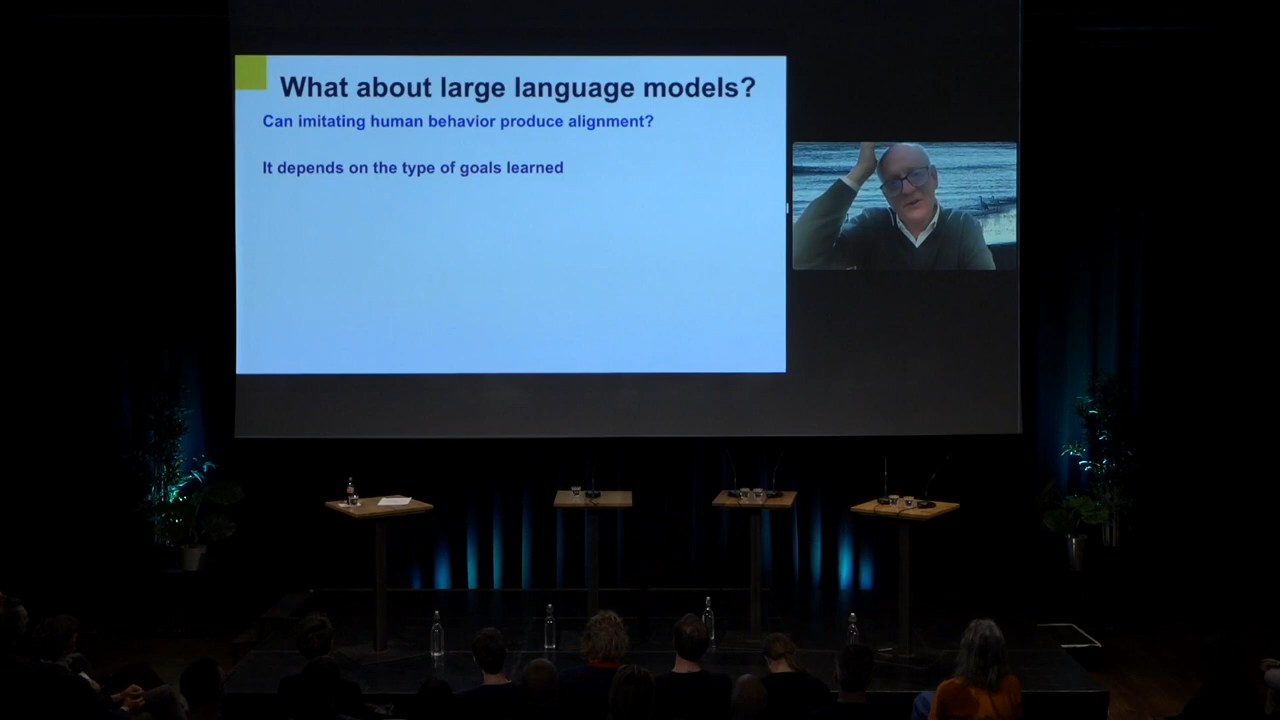 What about large language models?
Can imitating human behavior produce alignment?
It depends on the type of goals learned